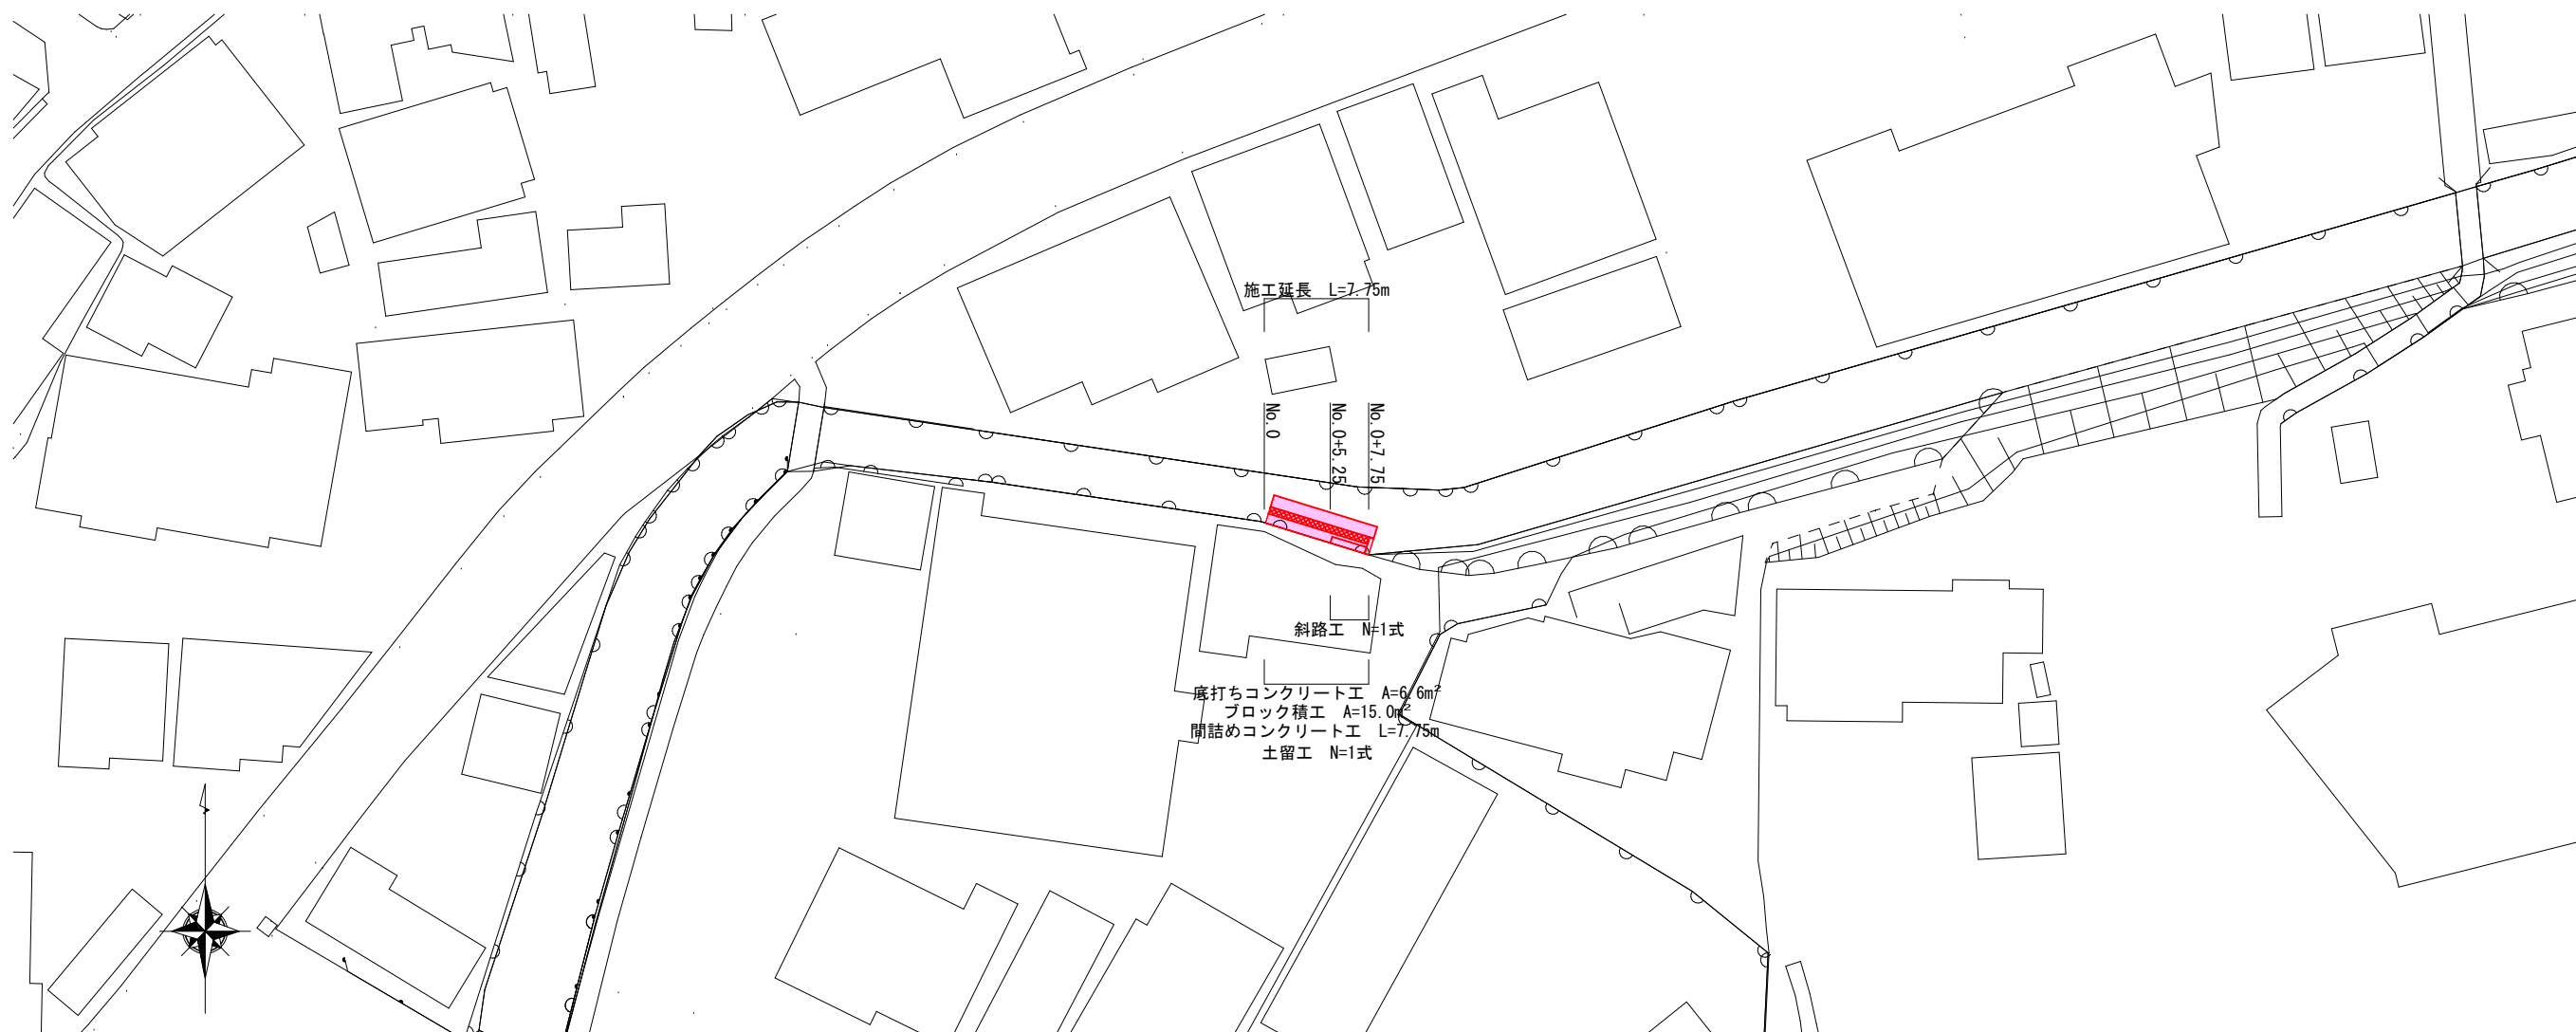 施工延長 L=7.75m
No.0
No.0+5.25
No.0+7.75
斜路工 N=1式
底打ちコンクリート工 A=6.6m²
ブロック積工 A=15.0m²
間詰めコンクリート工 L=7.75m
土留工 N=1式